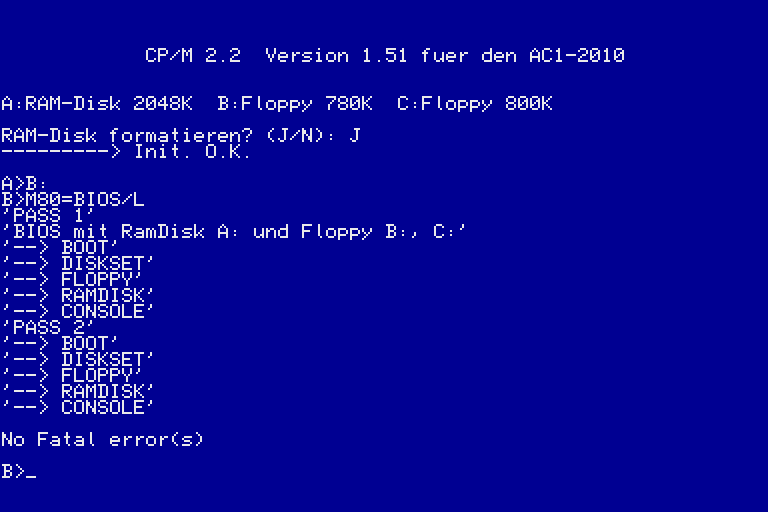 CP/M 2.2  Version 1.51 fuer den AC1-2010
A:RAM-Disk 2048K  B:Floppy 780K  C:Floppy 800K
RAM-Disk formatieren? (J/N): J
---------> Init. O.K.
A>B:
B>M80=BIOS/L
'PASS 1'
'BIOS mit RamDisk A: und Floppy B:, C:'
'--> BOOT'
'--> DISKSET'
'--> FLOPPY'
'--> RAMDISK'
'--> CONSOLE'
'PASS 2'
'--> BOOT'
'--> DISKSET'
'--> FLOPPY'
'--> RAMDISK'
'--> CONSOLE'
No Fatal error(s)
B>_